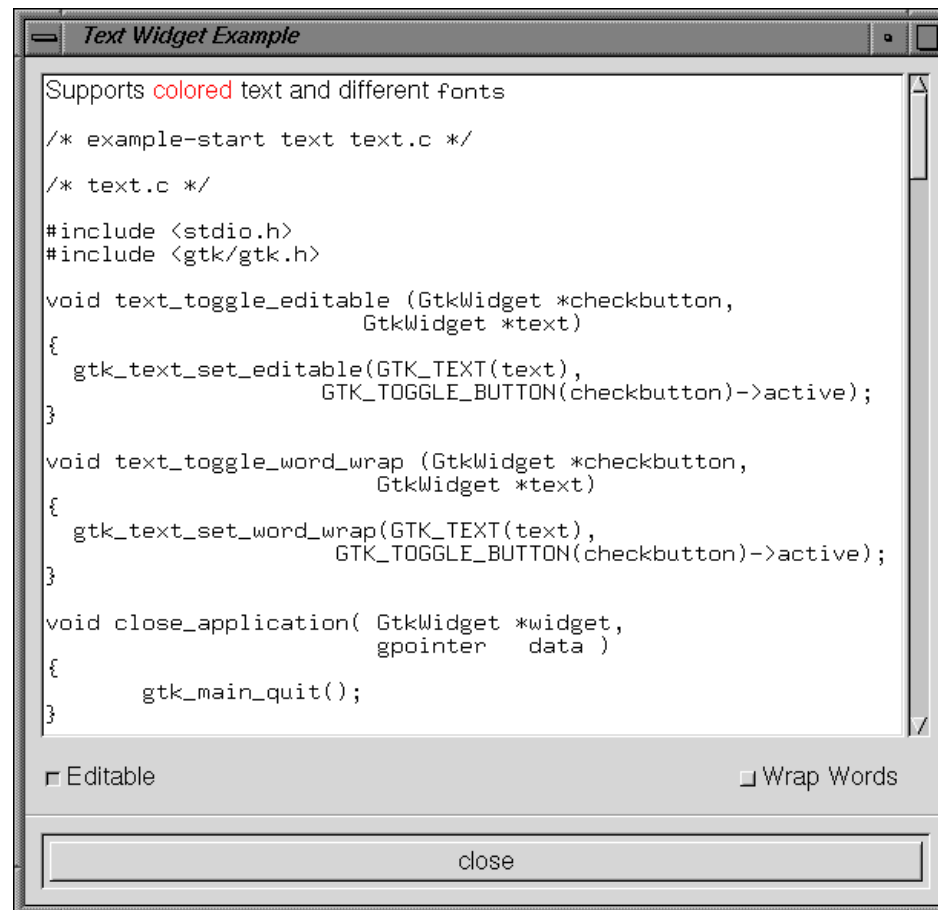 Text Widget Example
Supports colored text and different fonts
/* example-start text text.c */
/* text.c */
#include <stdio.h>
#include <gtk/gtk.h>
void text_toggle_editable (GtkWidget *checkbutton,
                       GtkWidget *text)
{
  gtk_text_set_editable(GTK_TEXT(text),
                    GTK_TOGGLE_BUTTON(checkbutton)->active);
}
void text_toggle_word_wrap (GtkWidget *checkbutton,
                        GtkWidget *text)
{
  gtk_text_set_word_wrap(GTK_TEXT(text),
                     GTK_TOGGLE_BUTTON(checkbutton)->active);
}
void close_application( GtkWidget *widget,
                        gpointer   data )
{
       gtk_main_quit();
}
Editable
Wrap Words
close